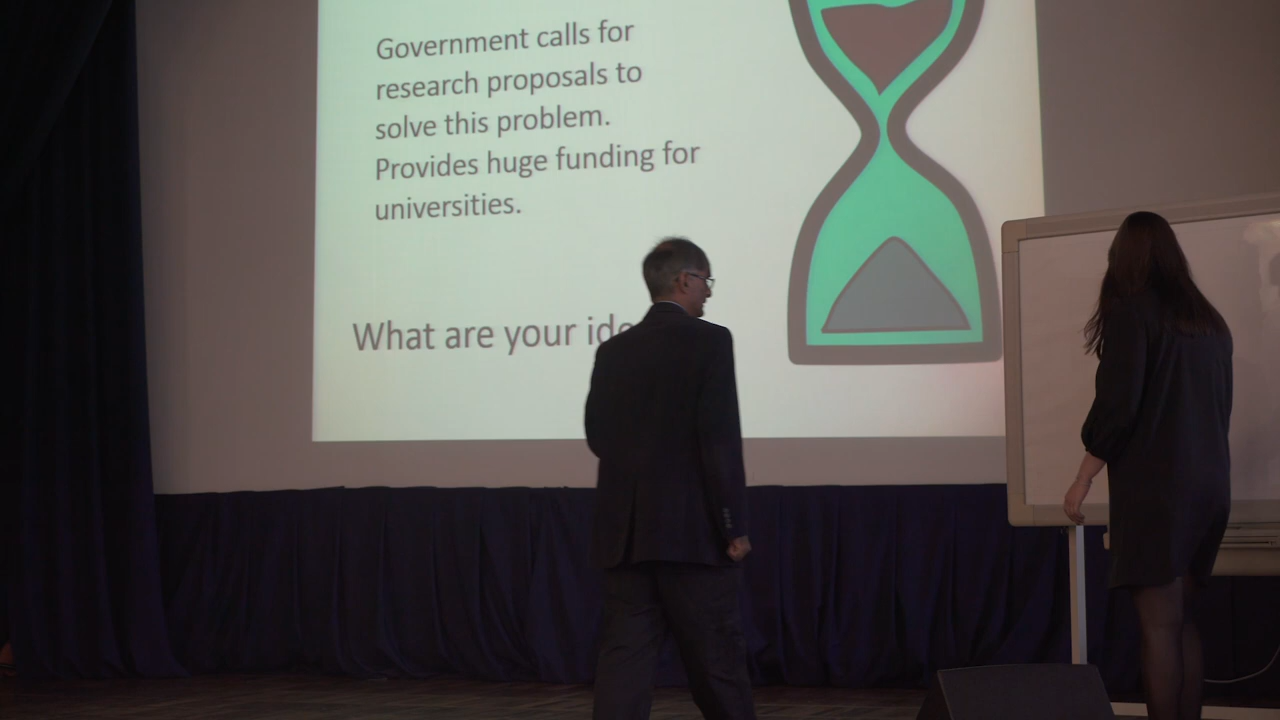 Government calls for
research proposals to
solve this problem.
Provides huge funding for
universities.
What are your